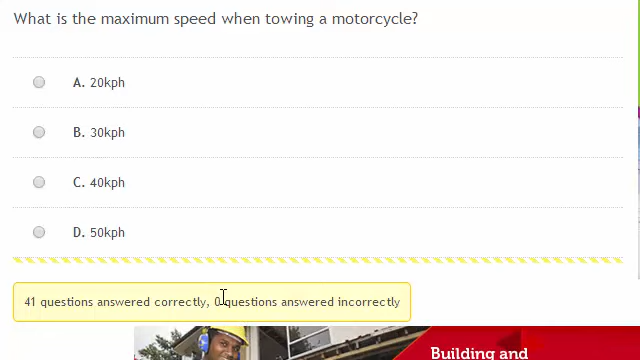 What is the maximum speed when towing a motorcycle?
A. 20kph
B. 30kph
C. 40kph
D. 50kph
41 questions answered correctly, 0 questions answered incorrectly
Building and